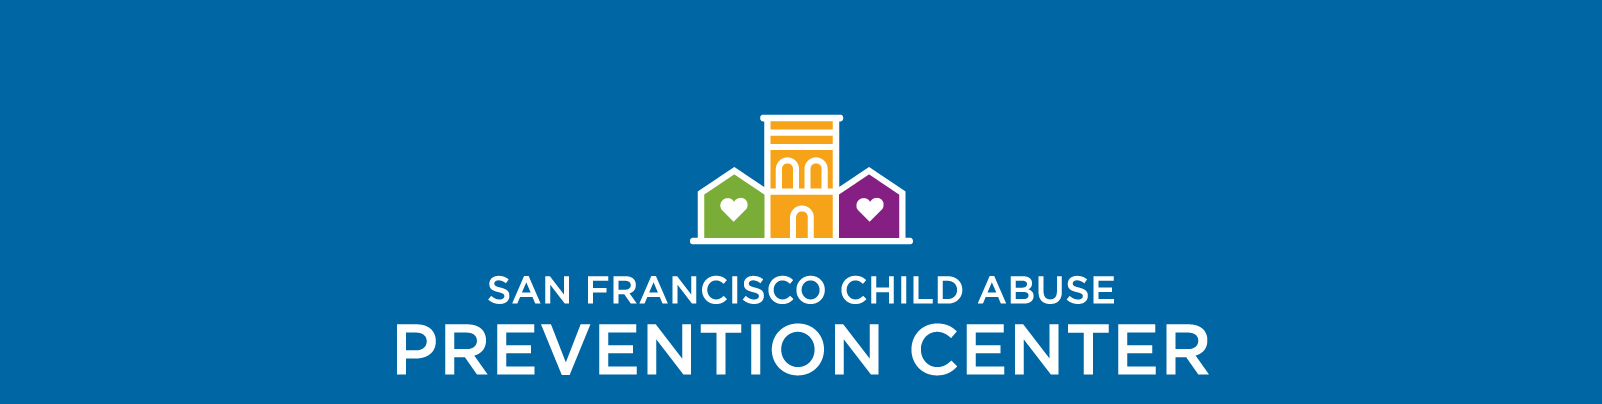 SAN FRANCISCO CHILD ABUSE
PREVENTION CENTER